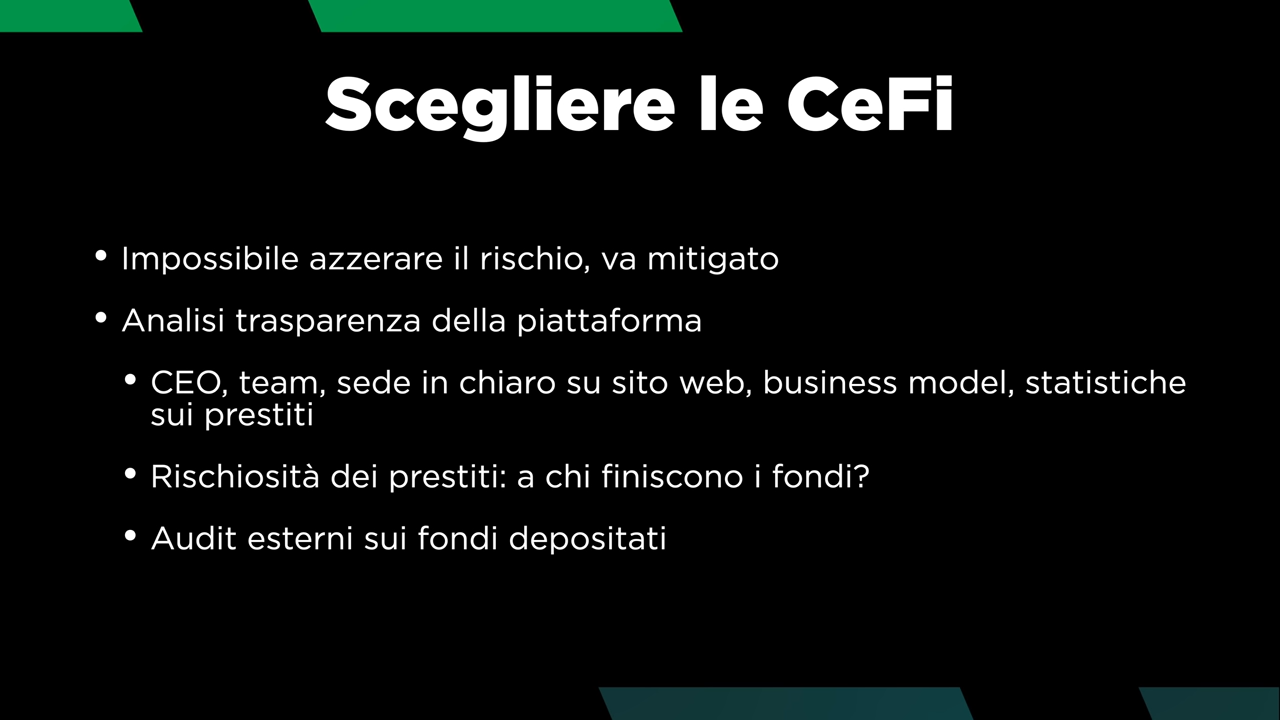 Scegliere le CeFi
• Impossibile azzerare il rischio, va mitigato
• Analisi trasparenza della piattaforma
• CEO, team, sede in chiaro su sito web, business model, statistiche
sui prestiti
• Rischiosità dei prestiti: a chi finiscono i fondi?
• Audit esterni sui fondi depositati